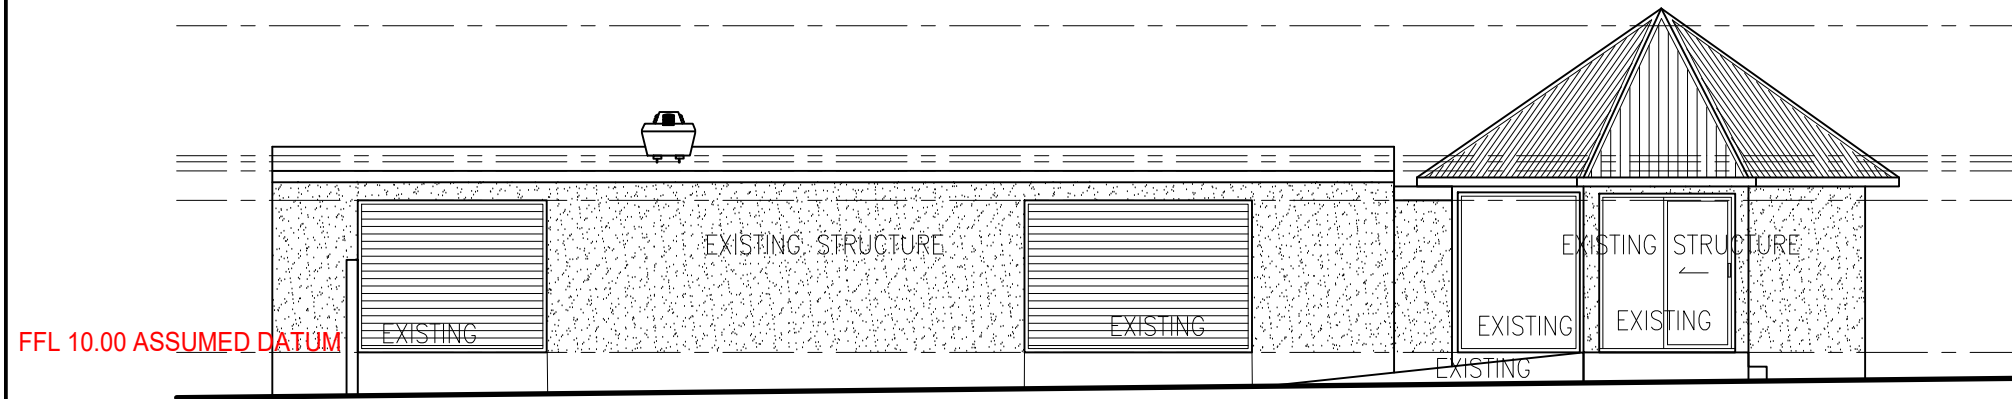 EXISTING STRUCTURE
EXISTING STRUCTURE
EXISTING
EXISTING
EXISTING
EXISTING
FFL 10.00 ASSUMED DATUM
EXISTING